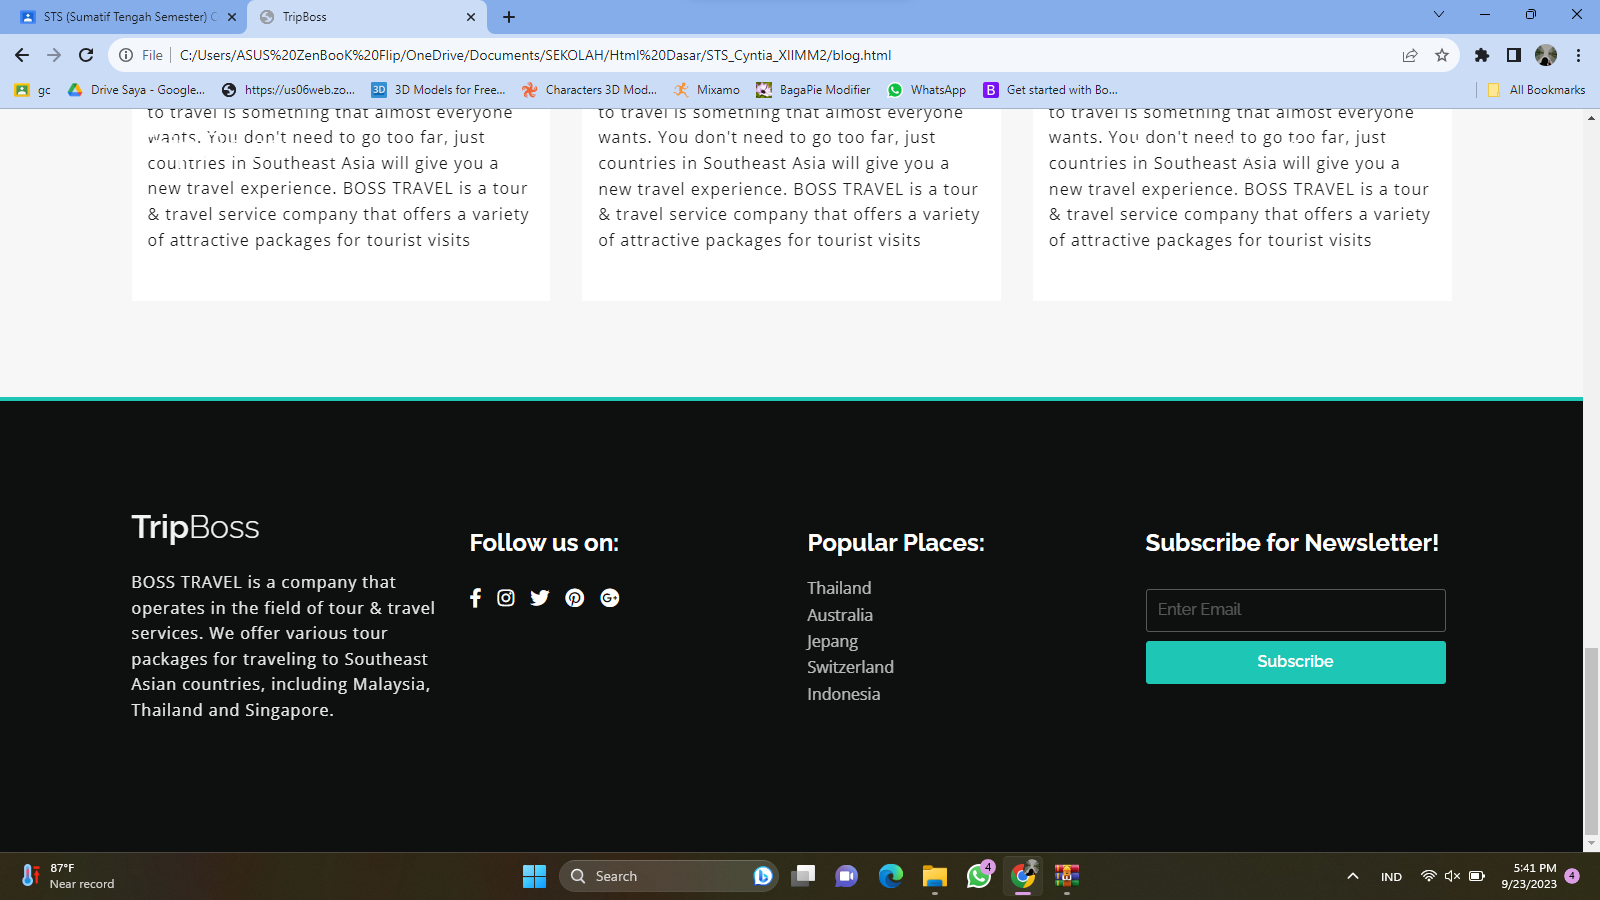 STS (Sumatif Tengah Semester) C
TripBoss
File
C:/Users/ASUS%20ZenBooK%20Flip/OneDrive/Documents/SEKOLAH/Html%20Dasar/STS_Cyntia_XIIMM2/blog.html
gc
Drive Saya - Google...
https://us06web.zo...
3D
3D Models for Free...
Characters 3D Mod...
Mixamo
BagaPie Modifier
WhatsApp
B
Get started with Bo...
All Bookmarks
to travel is something that almost everyone
wants. You don't need to go too far, just
countries in Southeast Asia will give you a
new travel experience. BOSS TRAVEL is a tour
& travel service company that offers a variety
of attractive packages for tourist visits
to travel is something that almost everyone
wants. You don't need to go too far, just
countries in Southeast Asia will give you a
new travel experience. BOSS TRAVEL is a tour
& travel service company that offers a variety
of attractive packages for tourist visits
to travel is something that almost everyone
wants. You don't need to go too far, just
countries in Southeast Asia will give you a
new travel experience. BOSS TRAVEL is a tour
& travel service company that offers a variety
of attractive packages for tourist visits
TripBoss
BOSS TRAVEL is a company that
operates in the field of tour & travel
services. We offer various tour
packages for traveling to Southeast
Asian countries, including Malaysia,
Thailand and Singapore.
Follow us on:
Popular Places:
Thailand
Australia
Jepang
Switzerland
Indonesia
Subscribe for Newsletter!
Enter Email
Subscribe
87°F
Near record
Search
4
IND
5:41 PM
9/23/2023
4